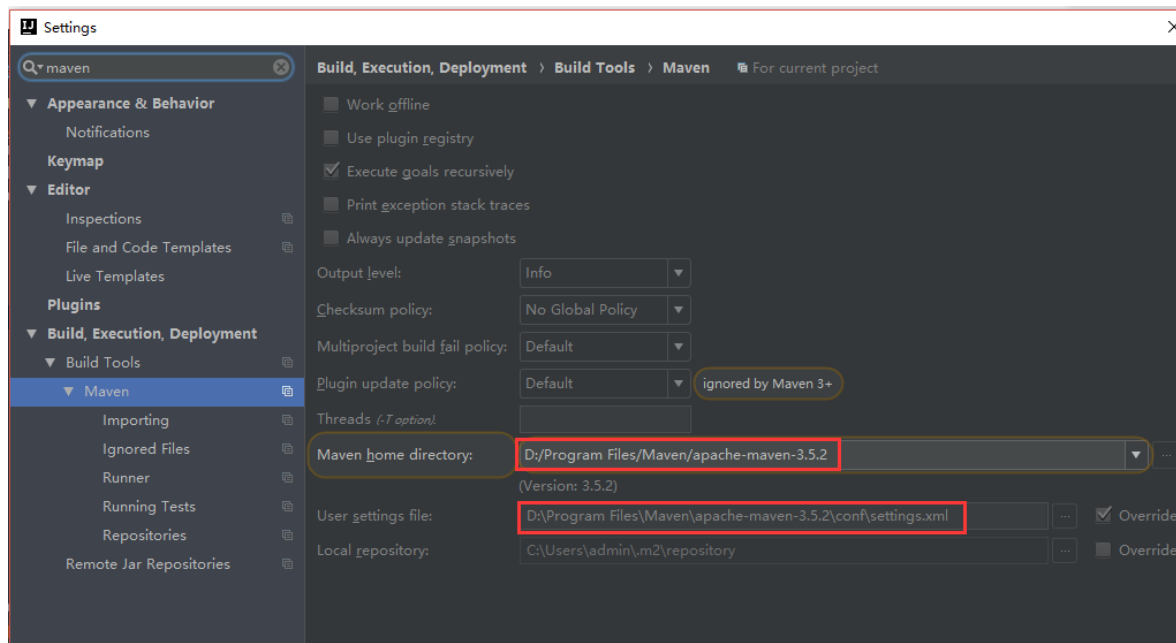 Settings
maven
Build, Execution, Deployment › Build Tools › Maven For current project
Appearance & Behavior
Notifications
Keymap
Editor
Inspections
File and Code Templates
Live Templates
Plugins
Build, Execution, Deployment
Build Tools
Maven
Importing
Ignored Files
Runner
Running Tests
Repositories
Remote Jar Repositories
Work offline
Use plugin registry
Execute goals recursively
Print exception stack traces
Always update snapshots
Output level: Info
Checksum policy: No Global Policy
Multiproject build fail policy: Default
Plugin update policy: Default ignored by Maven 3+
Threads (-T option)
Maven home directory: D:/Program Files/Maven/apache-maven-3.5.2
(Version: 3.5.2)
User settings file: D:\Program Files\Maven\apache-maven-3.5.2\conf\settings.xml ... Override
Local repository: C:\Users\admin\.m2\repository ... Override